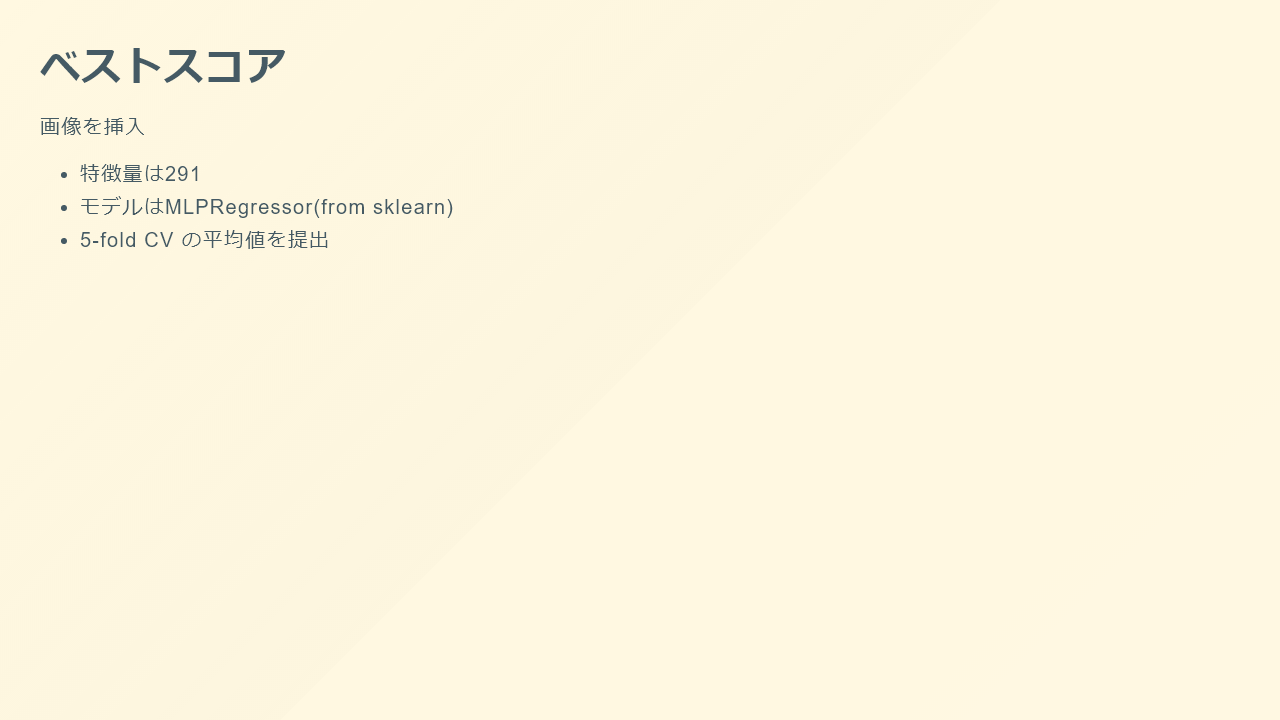 ベストスコア
画像を挿入
• 特徴量は291
• モデルはMLPRegressor(from sklearn)
• 5-fold CV の平均値を提出